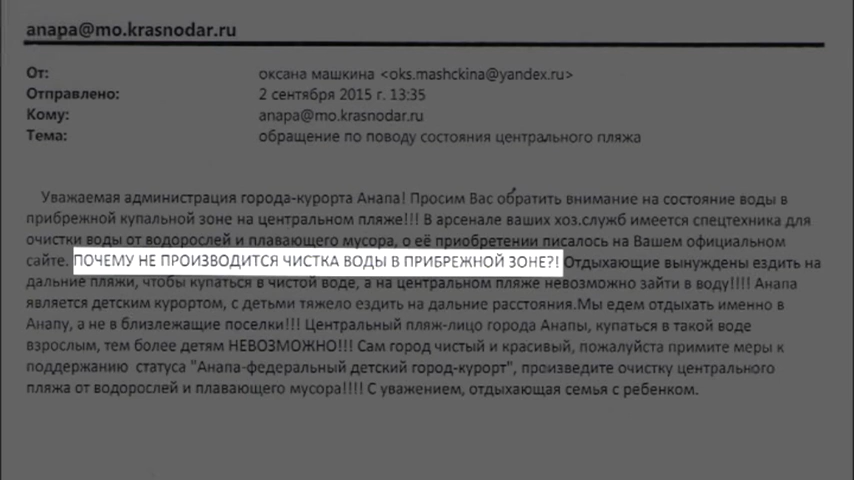 anapa@mo.krasnodar.ru
От: оксана машкина <oks.mashckina@yandex.ru>
Отправлено: 2 сентября 2015 г. 13:35
Кому: anapa@mo.krasnodar.ru
Тема: обращение по поводу состояния центрального пляжа
Уважаемая администрация города-курорта Анапа! Просим Вас обратить внимание на состояние воды в
прибрежной купальной зоне на центральном пляже!!! В арсенале ваших хоз.служб имеется спецтехника для
очистки воды от водорослей и плавающего мусора, о её приобретении писалось на Вашем официальном
сайте. ПОЧЕМУ НЕ ПРОИЗВОДИТСЯ ЧИСТКА ВОДЫ В ПРИБРЕЖНОЙ ЗОНЕ?! Отдыхающие вынуждены ездить на
дальние пляжи, чтобы купаться в чистой воде, а на центральном пляже невозможно зайти в воду!!!! Анапа
является детским курортом, с детьми тяжело ездить на дальние расстояния.Мы едем отдыхать именно в
Анапу, а не в близлежащие поселки!!! Центральный пляж-лицо города Анапы, купаться в такой воде
взрослым, тем более детям НЕВОЗМОЖНО!!! Сам город чистый и красивый, пожалуйста примите меры к
поддержанию статуса "Анапа-федеральный детский город-курорт", произведите очистку центрального
пляжа от водорослей и плавающего мусора!!!! С уважением, отдыхающая семья с ребенком.